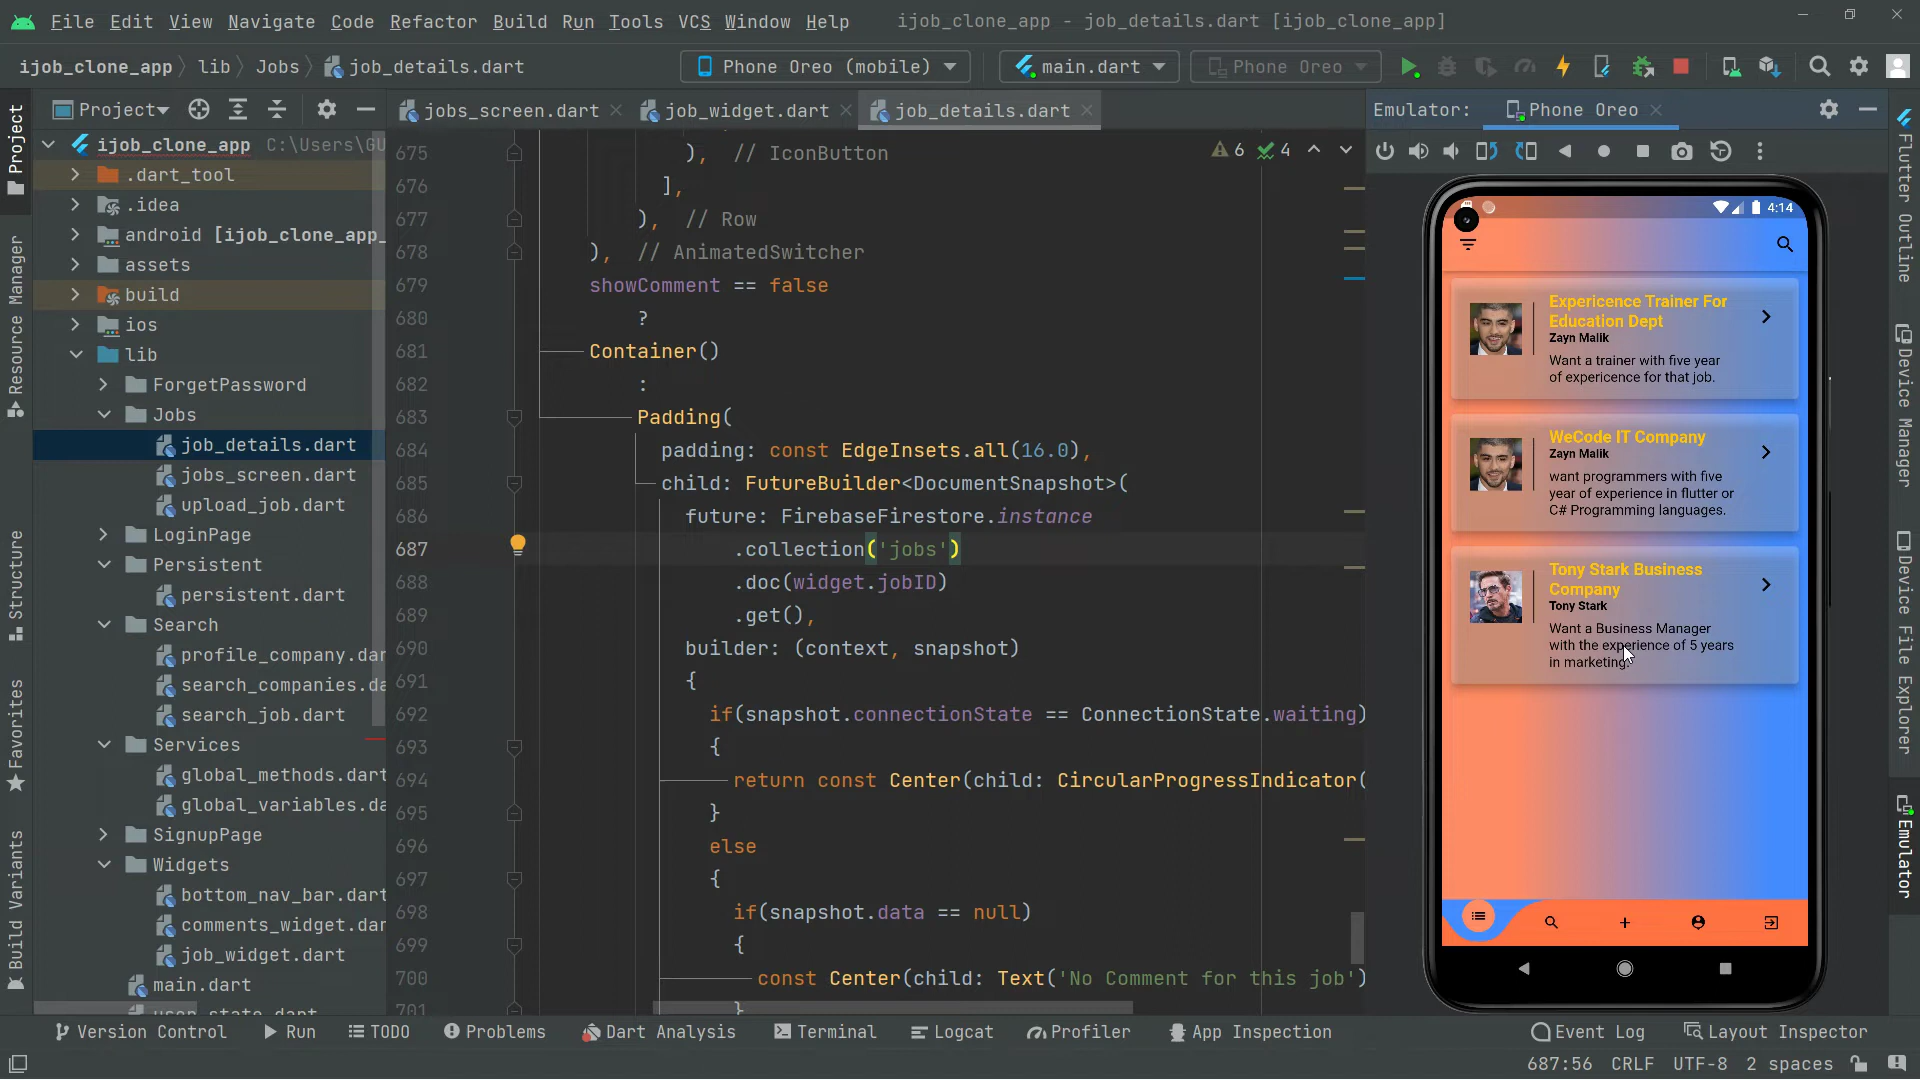 File Edit View Navigate Code Refactor Build Run Tools VCS Window Help ijob_clone_app - job_details.dart [ijob_clone_app]
ijob_clone_app lib Jobs job_details.dart Phone Oreo (mobile) main.dart Phone Oreo
Project jobs_screen.dart job_widget.dart job_details.dart Emulator: Phone Oreo
Project
Resource Manager
Structure
Favorites
Build Variants
ijob_clone_app C:\Users\GU
.dart_tool
.idea
android [ijob_clone_app_
assets
build
ios
lib
ForgetPassword
Jobs
job_details.dart
jobs_screen.dart
upload_job.dart
LoginPage
Persistent
persistent.dart
Search
profile_company.dar
search_companies.da
search_job.dart
Services
global_methods.dart
global_variables.da
SignupPage
Widgets
bottom_nav_bar.dart
comments_widget.dar
job_widget.dart
main.dart
user_state.dart
6 4
675 ), // IconButton
676 ],
677 ), // Row
678 ), // AnimatedSwitcher
679 showComment == false
680 ?
681 Container()
682 :
683 Padding(
684 padding: const EdgeInsets.all(16.0),
685 child: FutureBuilder<DocumentSnapshot>(
686 future: FirebaseFirestore.instance
687 .collection('jobs')
688 .doc(widget.jobID)
689 .get(),
690 builder: (context, snapshot)
691 {
692 if(snapshot.connectionState == ConnectionState.waiting)
693 {
694 return const Center(child: CircularProgressIndicator(
695 }
696 else
697 {
698 if(snapshot.data == null)
699 {
700 const Center(child: Text('No Comment for this job')
701 }
4:14
Expericence Trainer For
Education Dept
Zayn Malik
Want a trainer with five year
of expericence for that job.
WeCode IT Company
Zayn Malik
want programmers with five
year of experience in flutter or
C# Programming languages.
Tony Stark Business
Company
Tony Stark
Want a Business Manager
with the experience of 5 years
in marketing.
Flutter Outline
Device Manager
Device File Explorer
Emulator
Version Control Run TODO Problems Dart Analysis Terminal Logcat Profiler App Inspection Event Log Layout Inspector
687:56 CRLF UTF-8 2 spaces